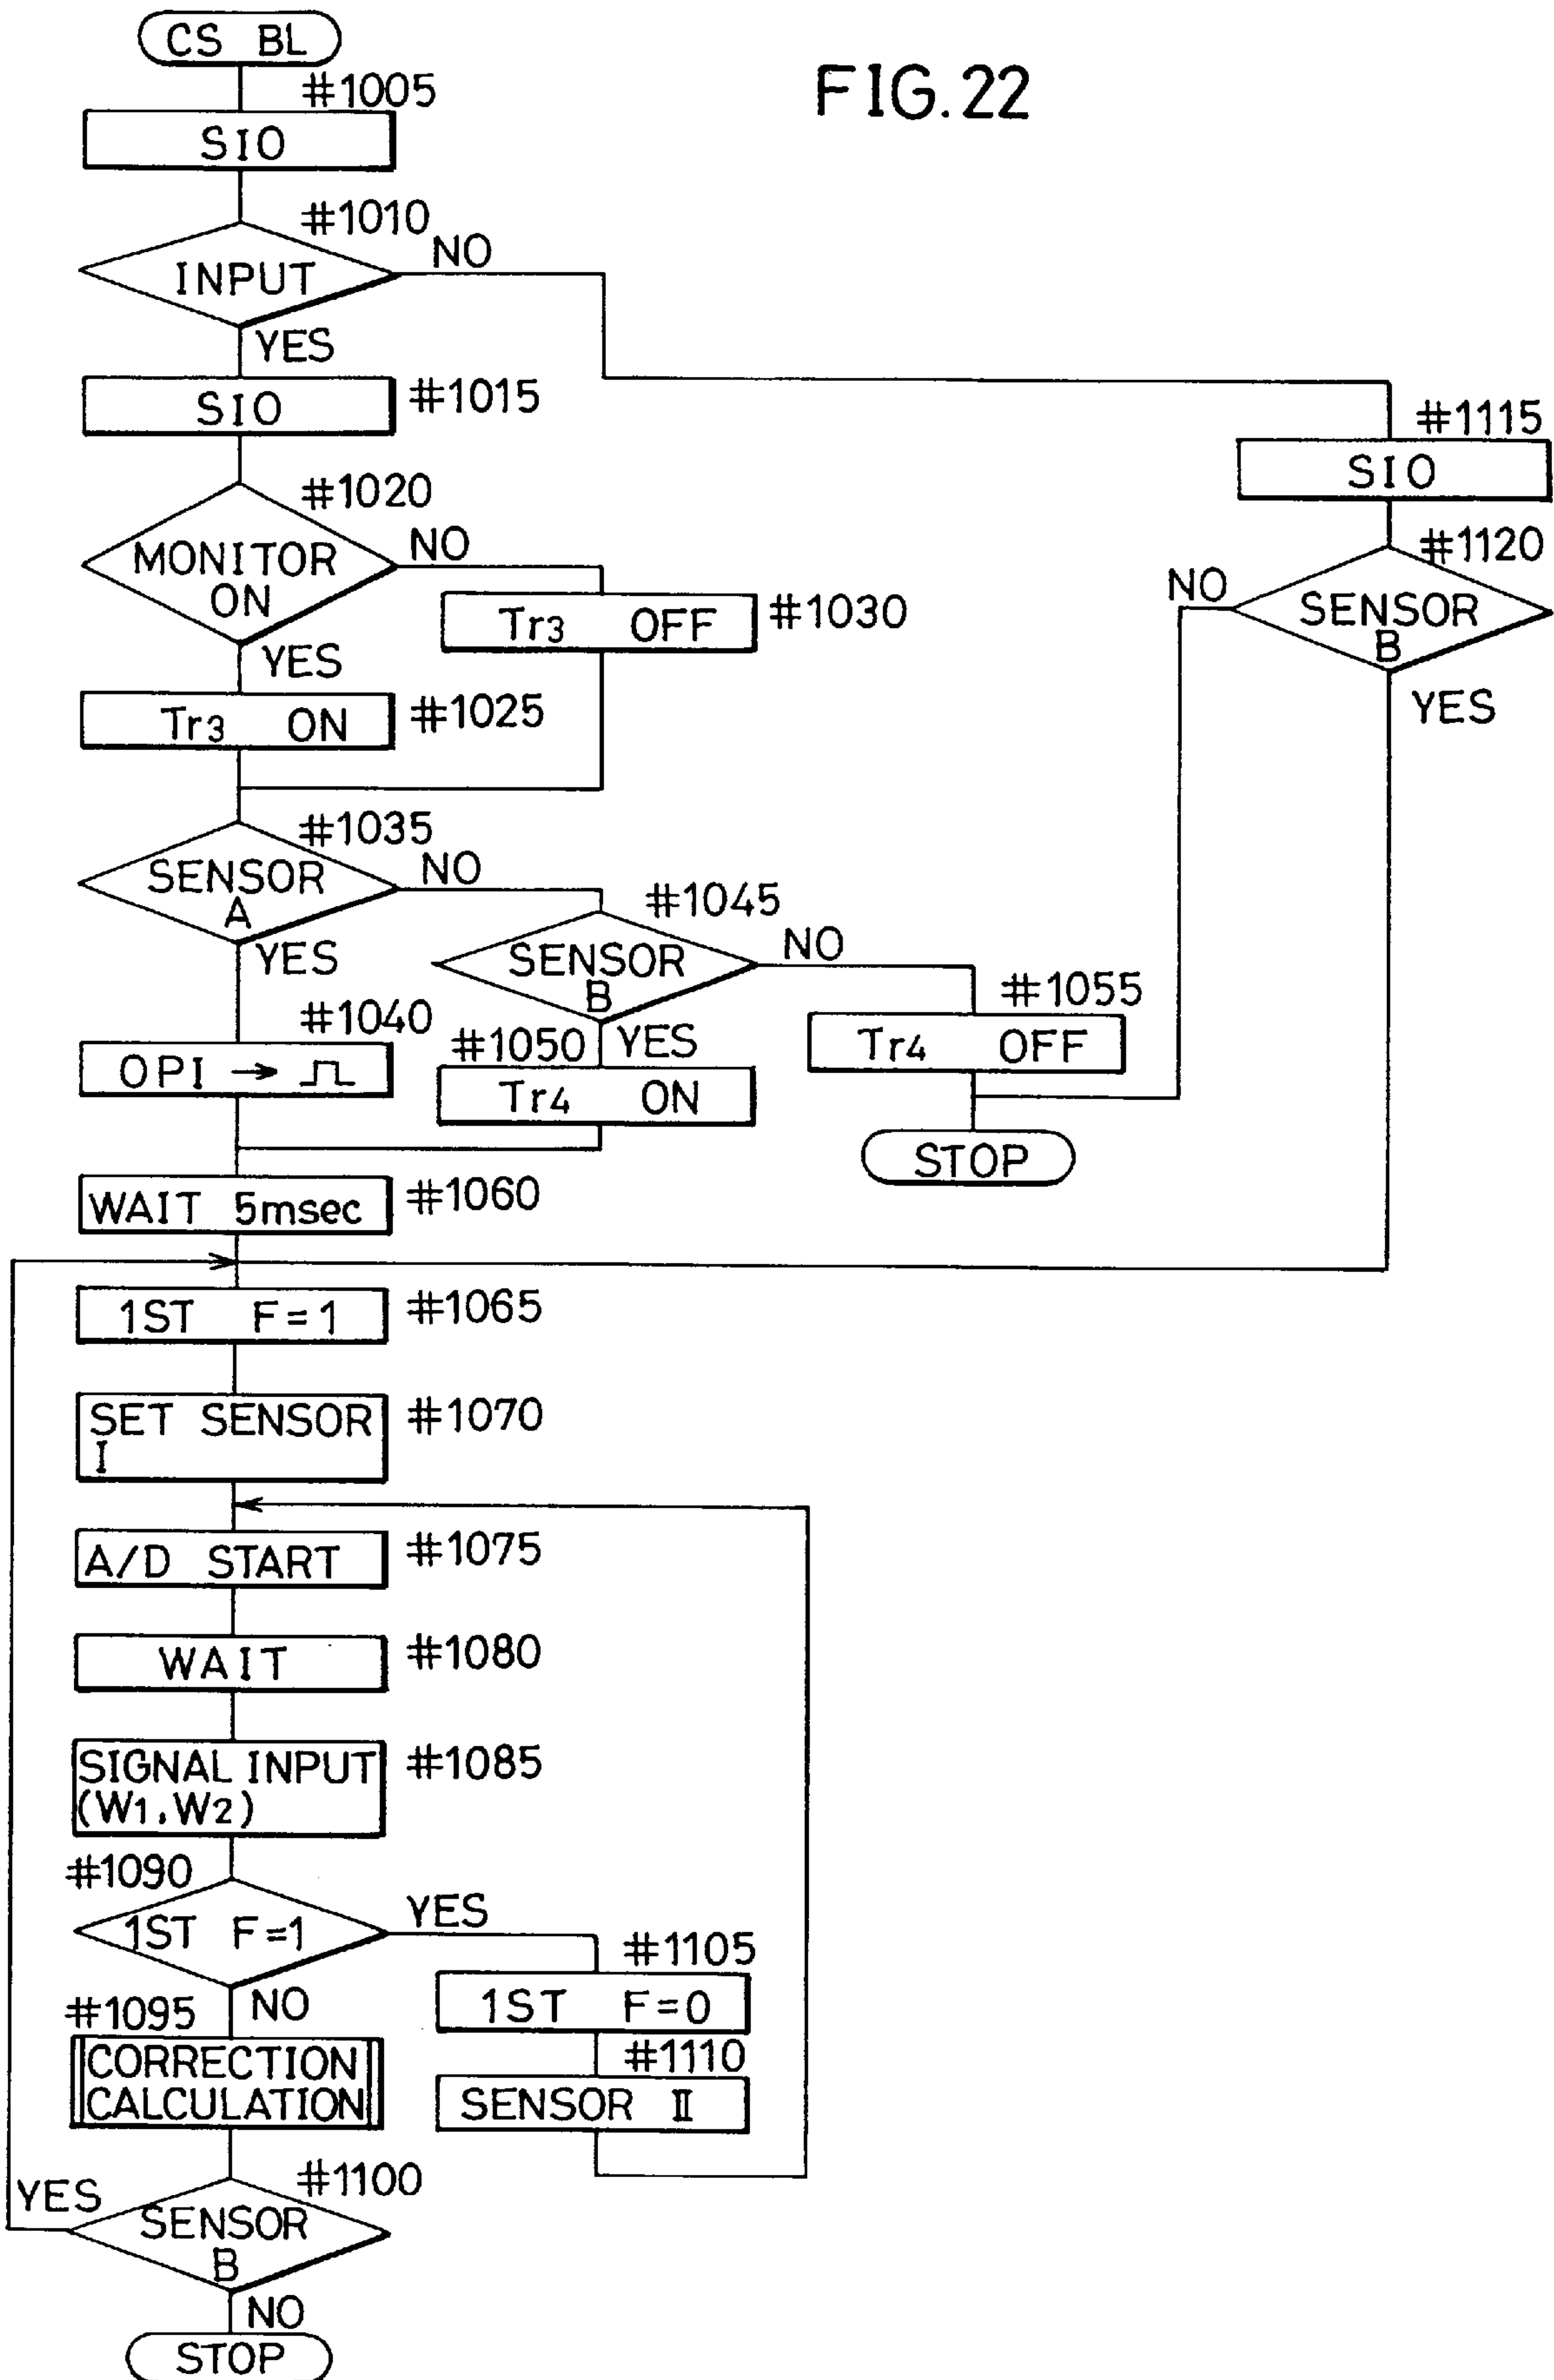 CS BL
FIG.22
#1005
SIO
#1010
INPUT
NO
YES
SIO
#1015
#1115
SIO
#1020
MONITOR
ON
NO
YES
#1120
SENSOR
B
NO
YES
Tr3 OFF
#1030
Tr3 ON
#1025
#1035
SENSOR
A
NO
YES
#1045
SENSOR
B
NO
YES
#1040
OPI →
#1050
Tr4 ON
#1055
Tr4 OFF
STOP
WAIT 5msec
#1060
1ST F=1
#1065
SET SENSOR
I
#1070
A/D START
#1075
WAIT
#1080
SIGNAL INPUT
(W1.W2)
#1085
#1090
1ST F=1
YES
NO
#1105
1ST F=0
#1095
CORRECTION
CALCULATION
#1110
SENSOR II
#1100
YES
SENSOR
B
NO
STOP